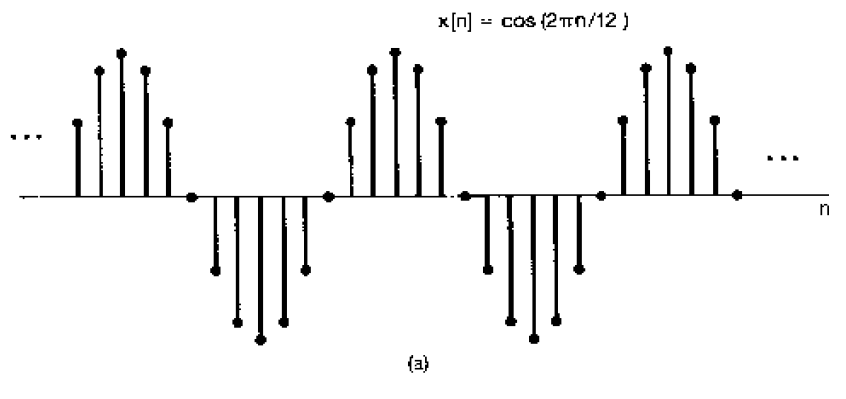 x[n] = cos (2πn/12 )
...
...
n
(a)